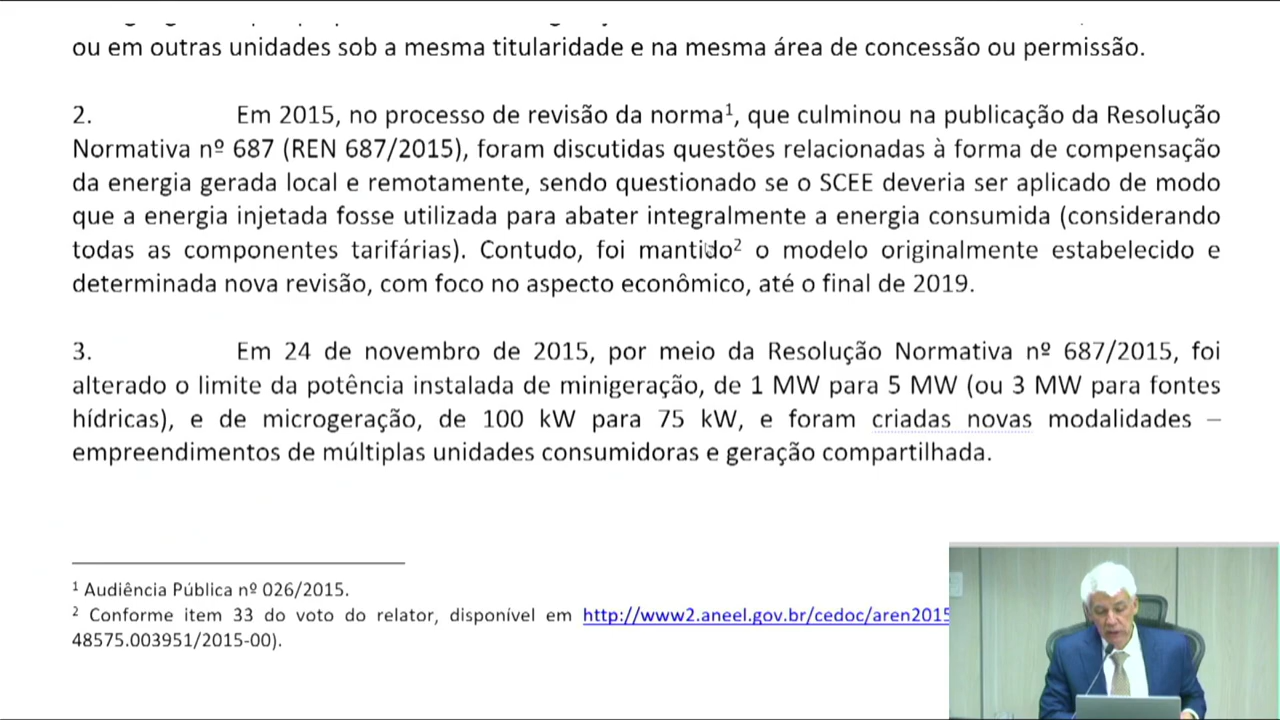 ou em outras unidades sob a mesma titularidade e na mesma área de concessão ou permissão.
2. Em 2015, no processo de revisão da norma¹, que culminou na publicação da Resolução
Normativa nº 687 (REN 687/2015), foram discutidas questões relacionadas à forma de compensação
da energia gerada local e remotamente, sendo questionado se o SCEE deveria ser aplicado de modo
que a energia injetada fosse utilizada para abater integralmente a energia consumida (considerando
todas as componentes tarifárias). Contudo, foi mantido² o modelo originalmente estabelecido e
determinada nova revisão, com foco no aspecto econômico, até o final de 2019.
3. Em 24 de novembro de 2015, por meio da Resolução Normativa nº 687/2015, foi
alterado o limite da potência instalada de minigeração, de 1 MW para 5 MW (ou 3 MW para fontes
hídricas), e de microgeração, de 100 kW para 75 kW, e foram criadas novas modalidades –
empreendimentos de múltiplas unidades consumidoras e geração compartilhada.
¹ Audiência Pública nº 026/2015.
² Conforme item 33 do voto do relator, disponível em http://www2.aneel.gov.br/cedoc/aren2015
48575.003951/2015-00).